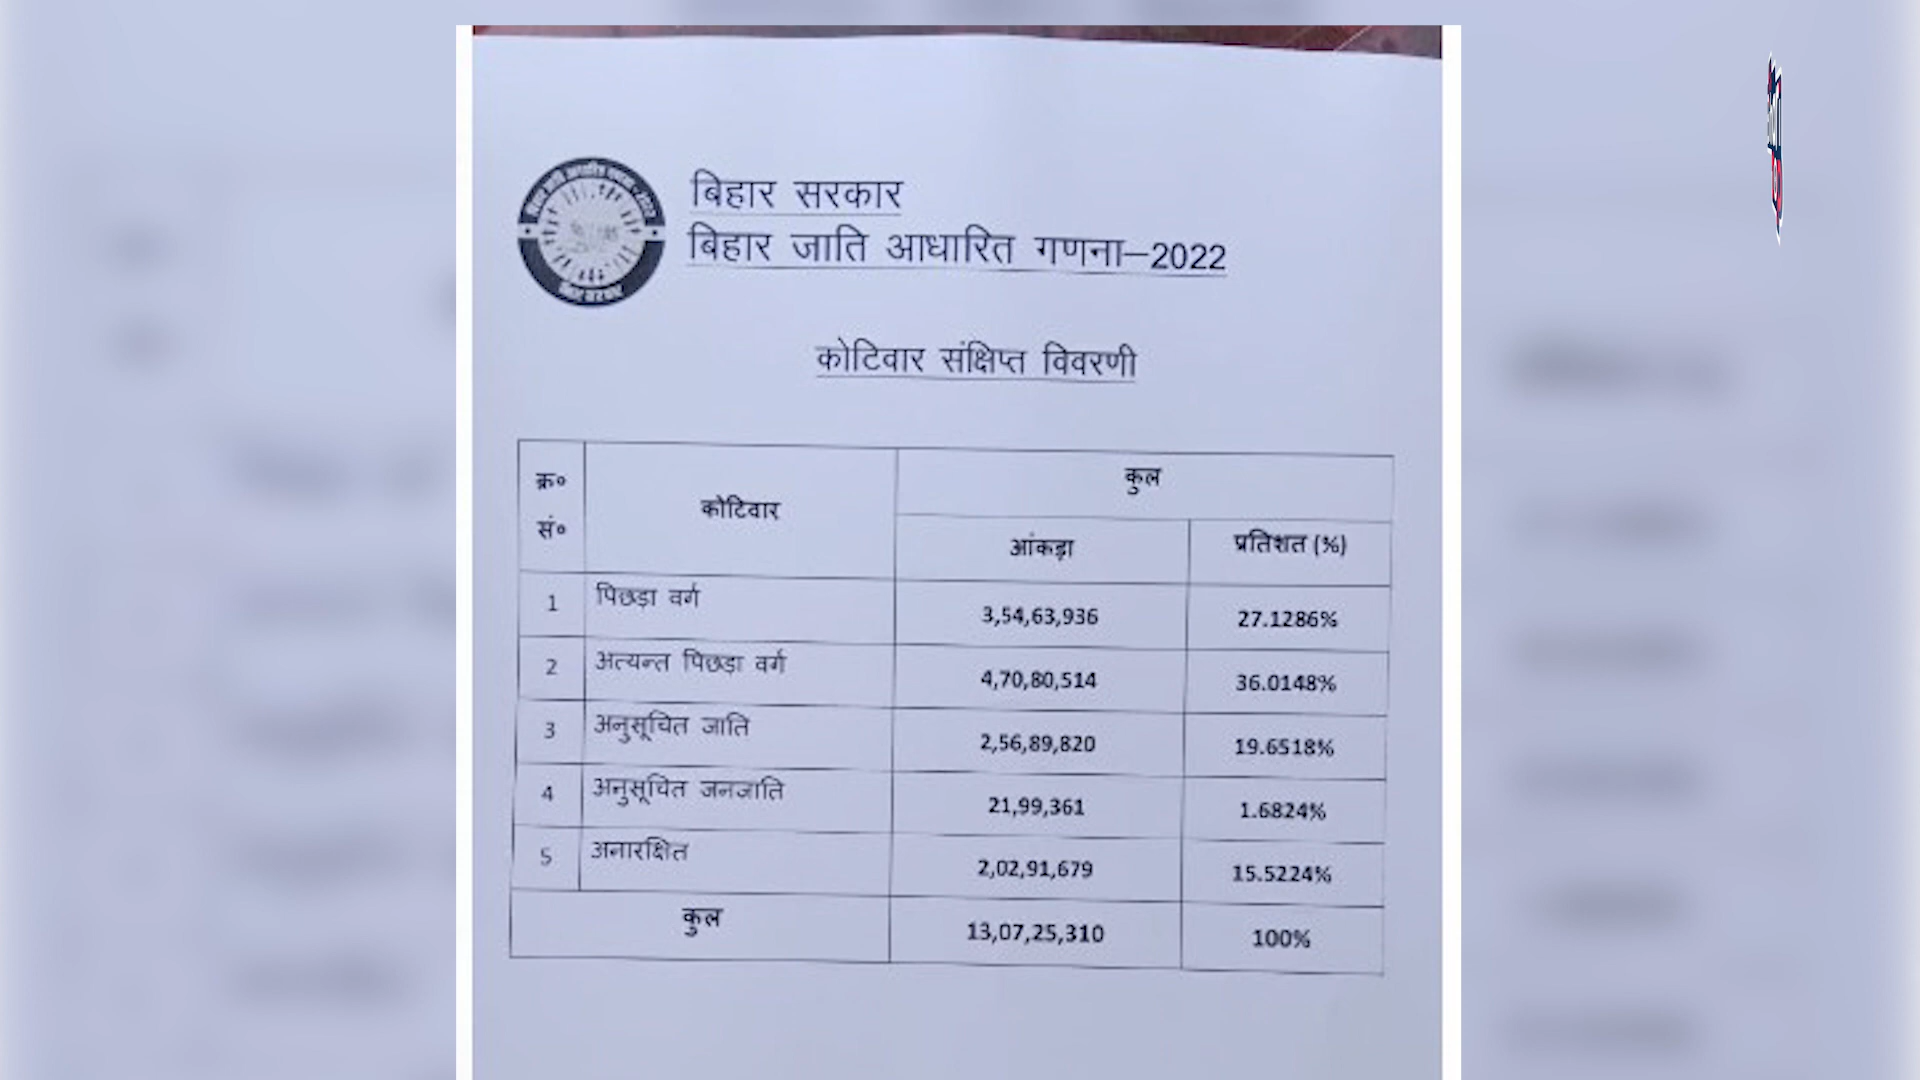 बिहार सरकार
बिहार जाति आधारित गणना–2022
कोटिवार संक्षिप्त विवरणी
क्र० सं० कोटिवार कुल
आंकड़ा प्रतिशत (%)
1 पिछड़ा वर्ग 3,54,63,936 27.1286%
2 अत्यन्त पिछड़ा वर्ग 4,70,80,514 36.0148%
3 अनुसूचित जाति 2,56,89,820 19.6518%
4 अनुसूचित जनजाति 21,99,361 1.6824%
5 अनारक्षित 2,02,91,679 15.5224%
कुल 13,07,25,310 100%